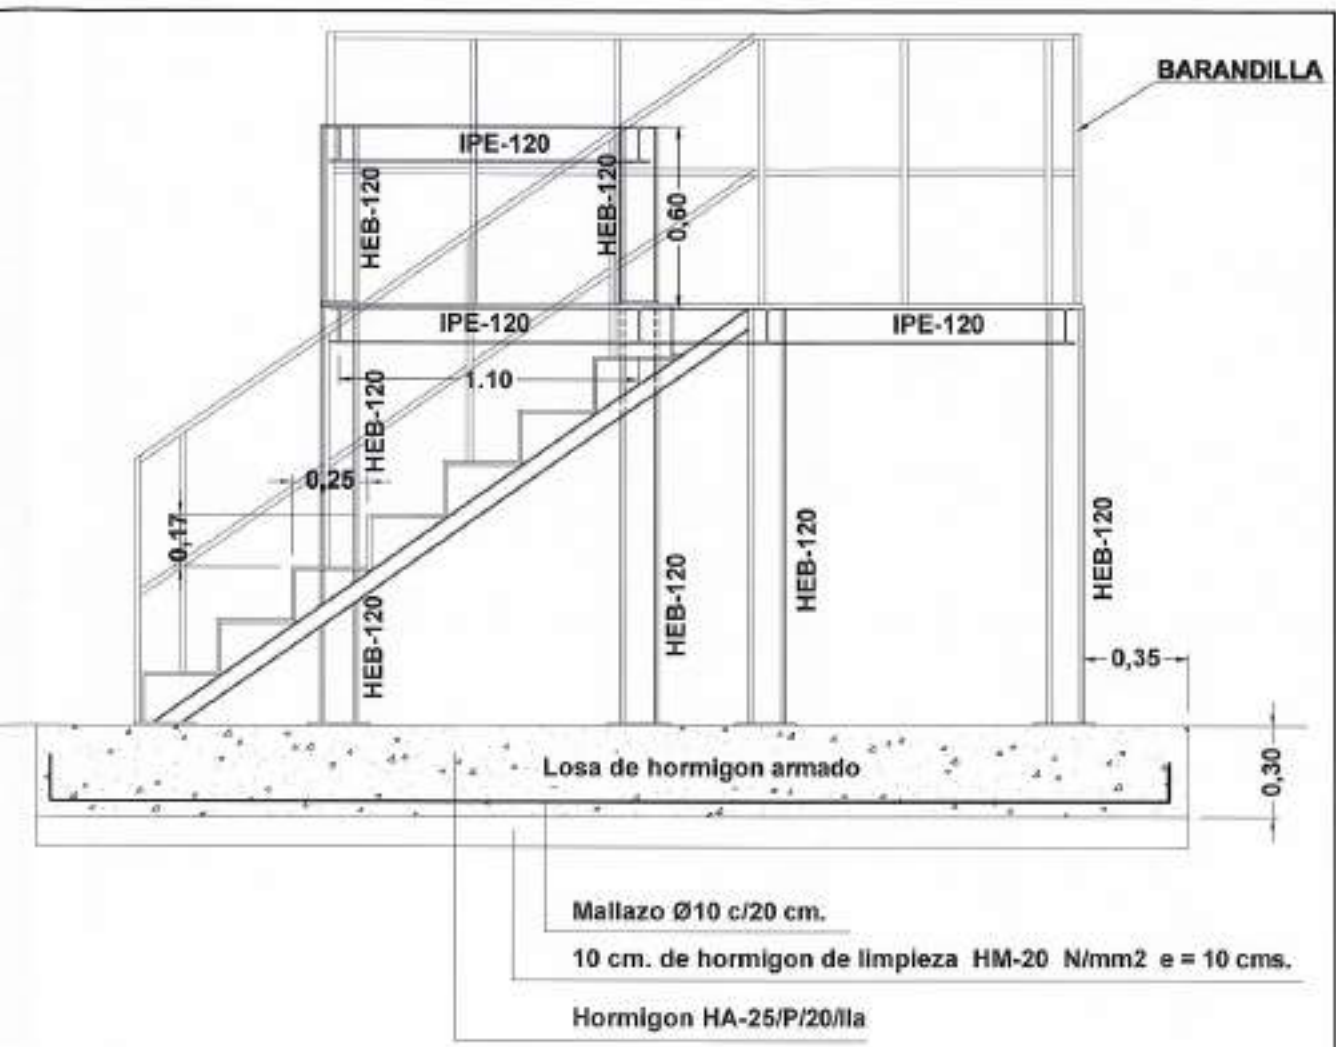 BARANDILLA
IPE-120
HEB-120
HEB-120
0,60
IPE-120
IPE-120
1.10
HEB-120
0,25
0,17
HEB-120
HEB-120
HEB-120
HEB-120
0,35
Losa de hormigon armado
0,30
Mallazo Ø10 c/20 cm.
10 cm. de hormigon de limpieza HM-20 N/mm2 e = 10 cms.
Hormigon HA-25/P/20/IIa